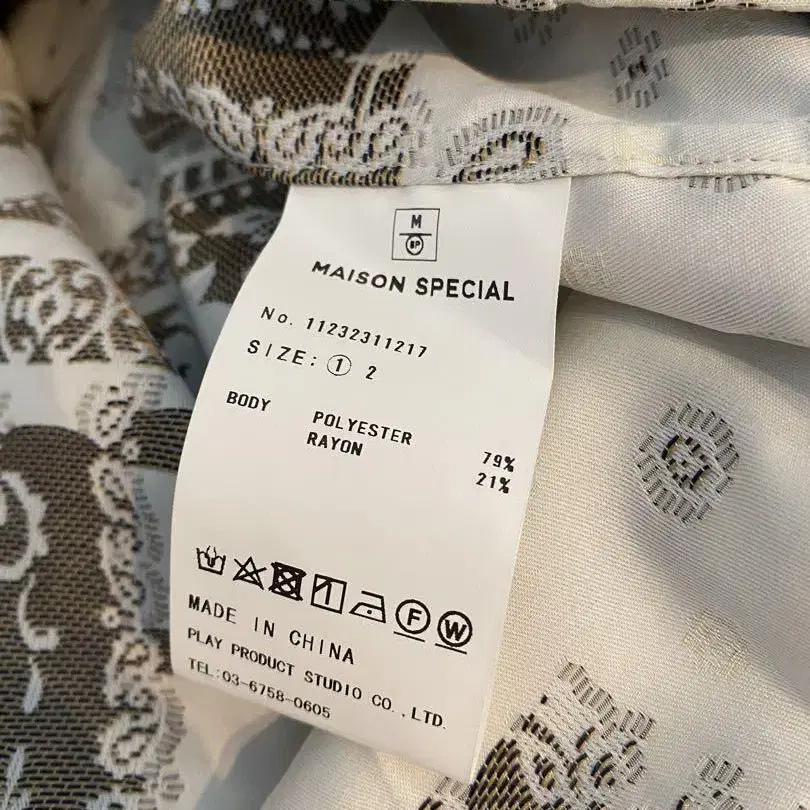 M
SP
MAISON SPECIAL
No. 11232311217
SIZE: ① 2
BODY POLYESTER 79%
RAYON 21%
F W
MADE IN CHINA
PLAY PRODUCT STUDIO CO.,LTD.
TEL:03-6758-0605